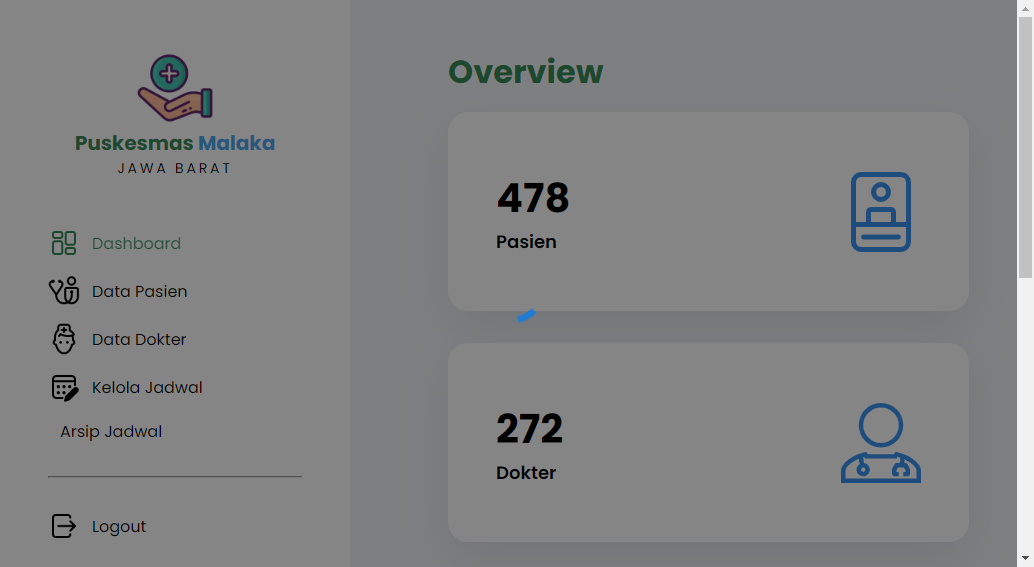 Puskesmas Malaka
JAWA BARAT
Dashboard
Data Pasien
Data Dokter
Kelola Jadwal
Arsip Jadwal
Logout
Overview
478
Pasien
272
Dokter